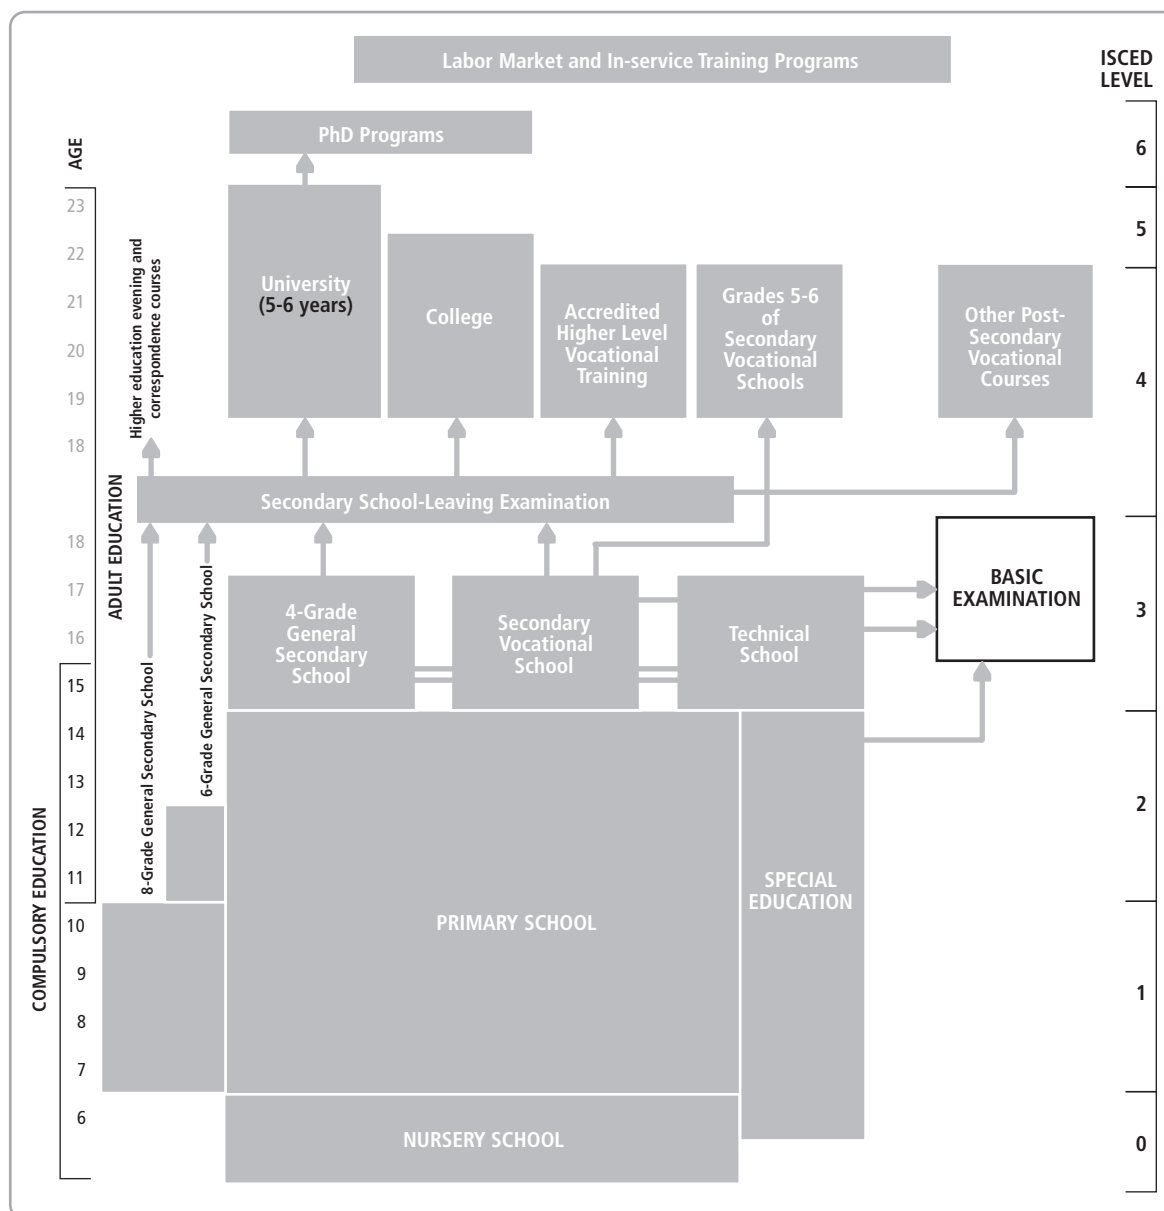 Labor Market and In-service Training Programs
ISCED
LEVEL
PhD Programs
AGE
6
23
5
22
Higher education evening and
correspondence courses
University
(5-6 years)
College
Accredited
Higher Level
Vocational
Training
Grades 5-6
of
Secondary
Vocational
Schools
Other Post-
Secondary
Vocational
Courses
21
20
4
19
18
ADULT EDUCATION
Secondary School-Leaving Examination
18
17
16
8-Grade General Secondary School
6-Grade General Secondary School
4-Grade
General
Secondary
School
Secondary
Vocational
School
Technical
School
BASIC
EXAMINATION
3
COMPULSORY EDUCATION
15
14
13
12
11
2
SPECIAL
EDUCATION
PRIMARY SCHOOL
10
9
8
7
1
6
NURSERY SCHOOL
0